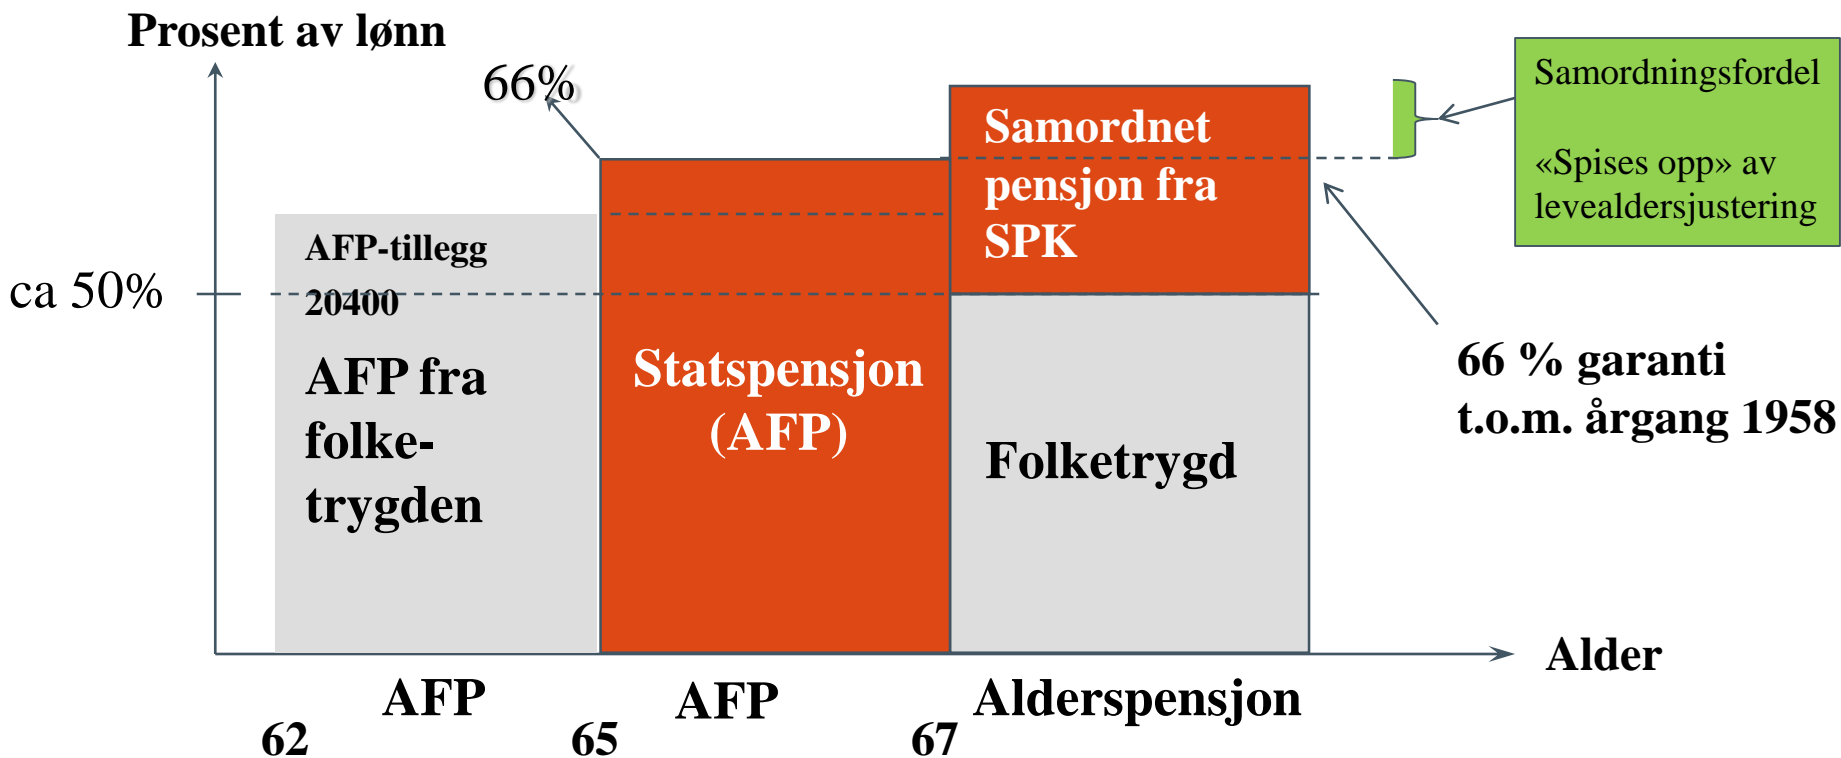 Prosent av lønn
66%
Samordningsfordel
«Spises opp» av
levealdersjustering
Samordnet
pensjon fra
SPK
AFP-tillegg
20400
ca 50%
AFP fra
folke-
trygden
Statspensjon
(AFP)
Folketrygd
66 % garanti
t.o.m. årgang 1958
Alder
AFP
AFP
Alderspensjon
62
65
67